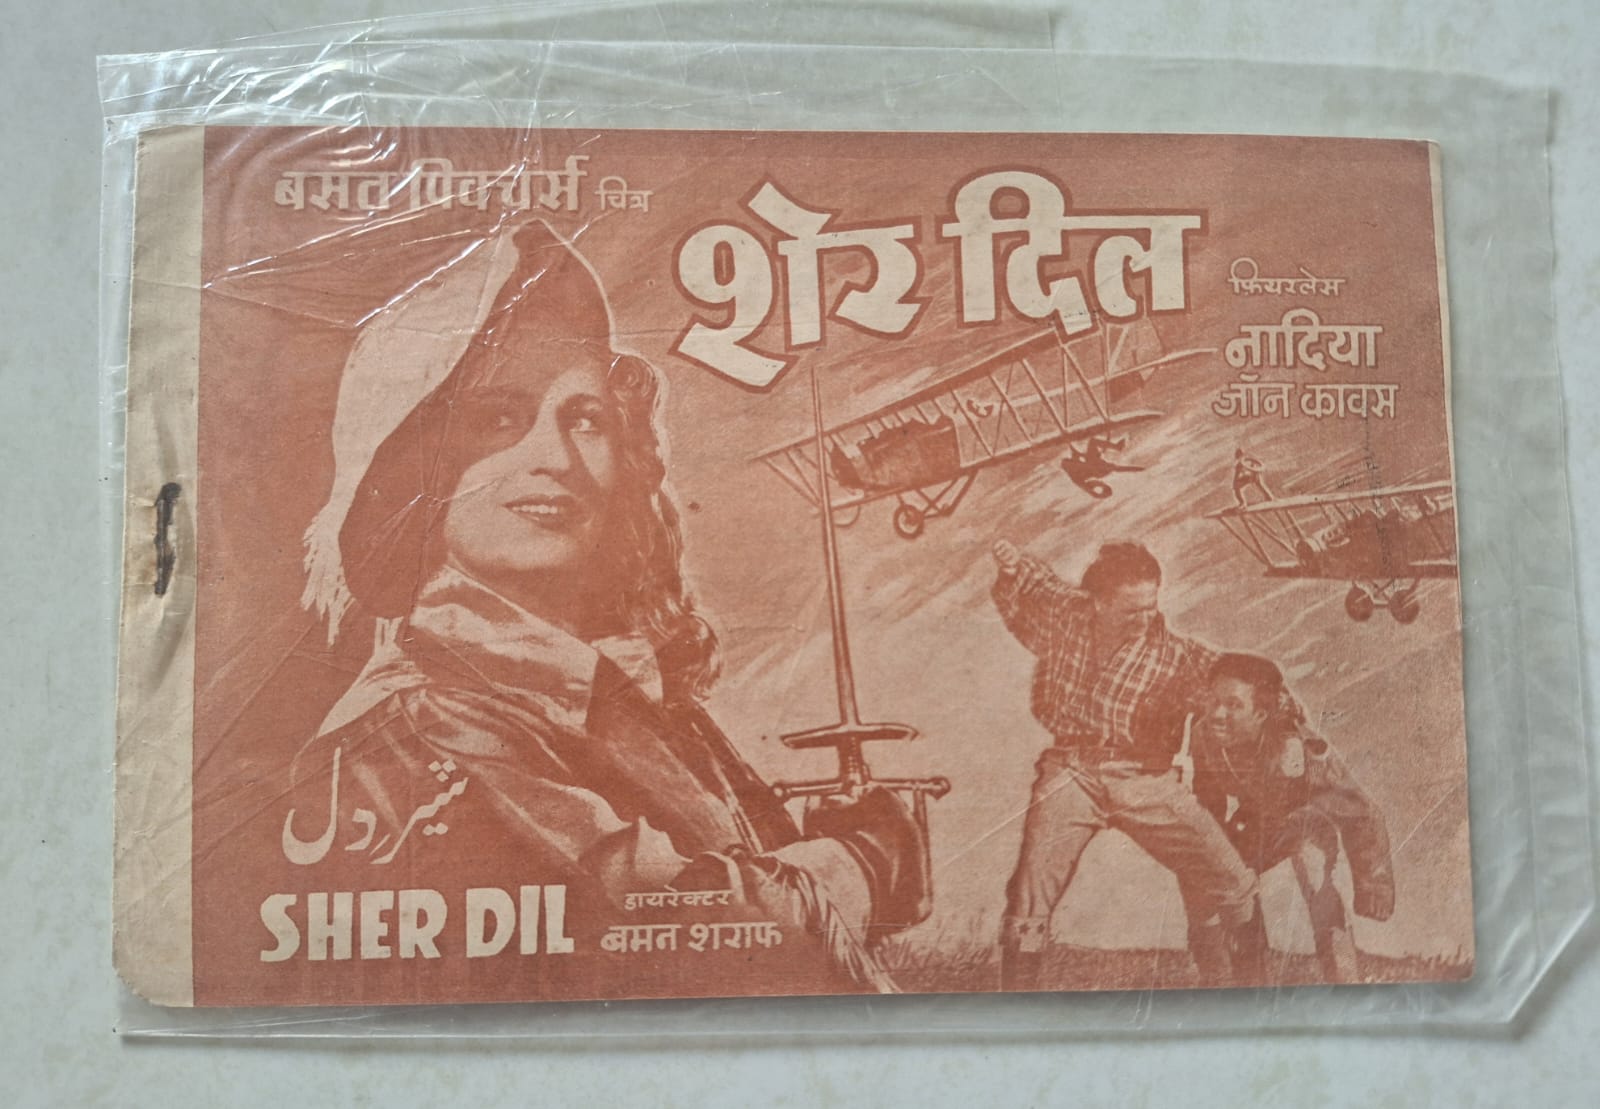 बसंत पिक्चर्स चित्र
शेर दिल
फियरलेस
नादिया
जॉन कावस
شیر دل
SHER DIL
डायरेक्टर
बमन शराफ